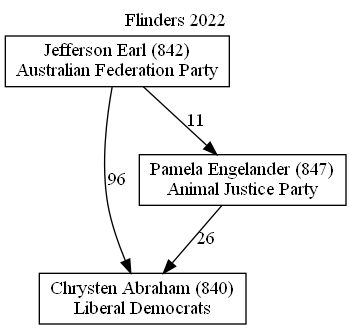 Flinders 2022
Jefferson Earl (842)
Australian Federation Party
11
Pamela Engelander (847)
Animal Justice Party
96
26
Chrysten Abraham (840)
Liberal Democrats